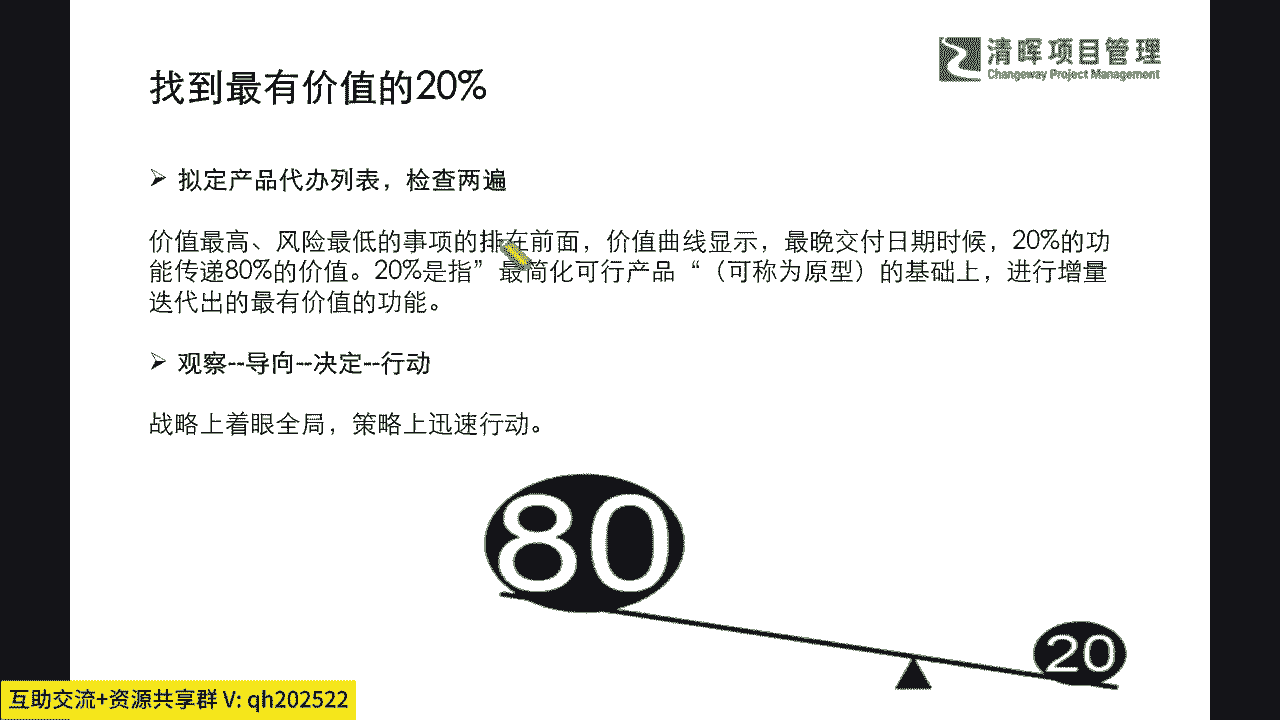 清晖项目管理
Changeway Project Management
找到最有价值的20%
➢ 拟定产品代办列表，检查两遍
价值最高、风险最低的事项的排在前面，价值曲线显示，最晚交付日期时候，20%的功
能传递80%的价值。20%是指”最简化可行产品“（可称为原型）的基础上，进行增量
迭代出的最有价值的功能。
➢ 观察--导向--决定--行动
战略上着眼全局，策略上迅速行动。
80
20
互助交流+资源共享群 V: qh202522